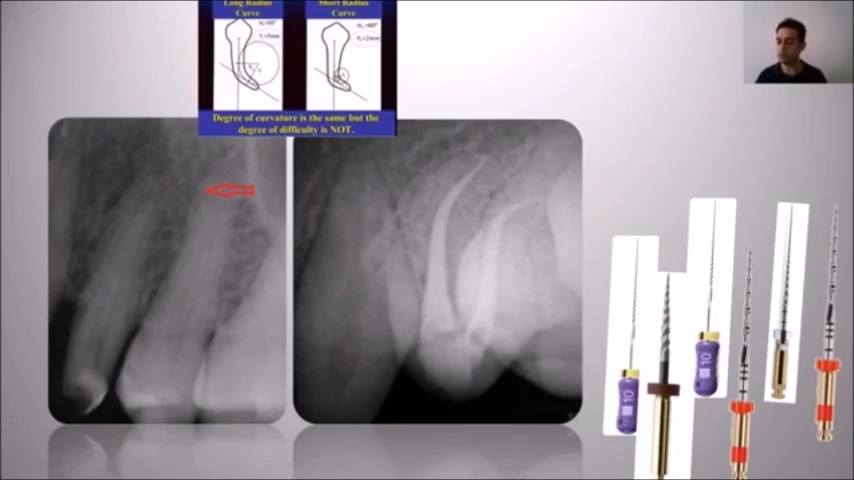 Long Radius
Curve
Short Radius
Curve
Degree of curvature is the same but the
degree of difficulty is NOT.
10
10